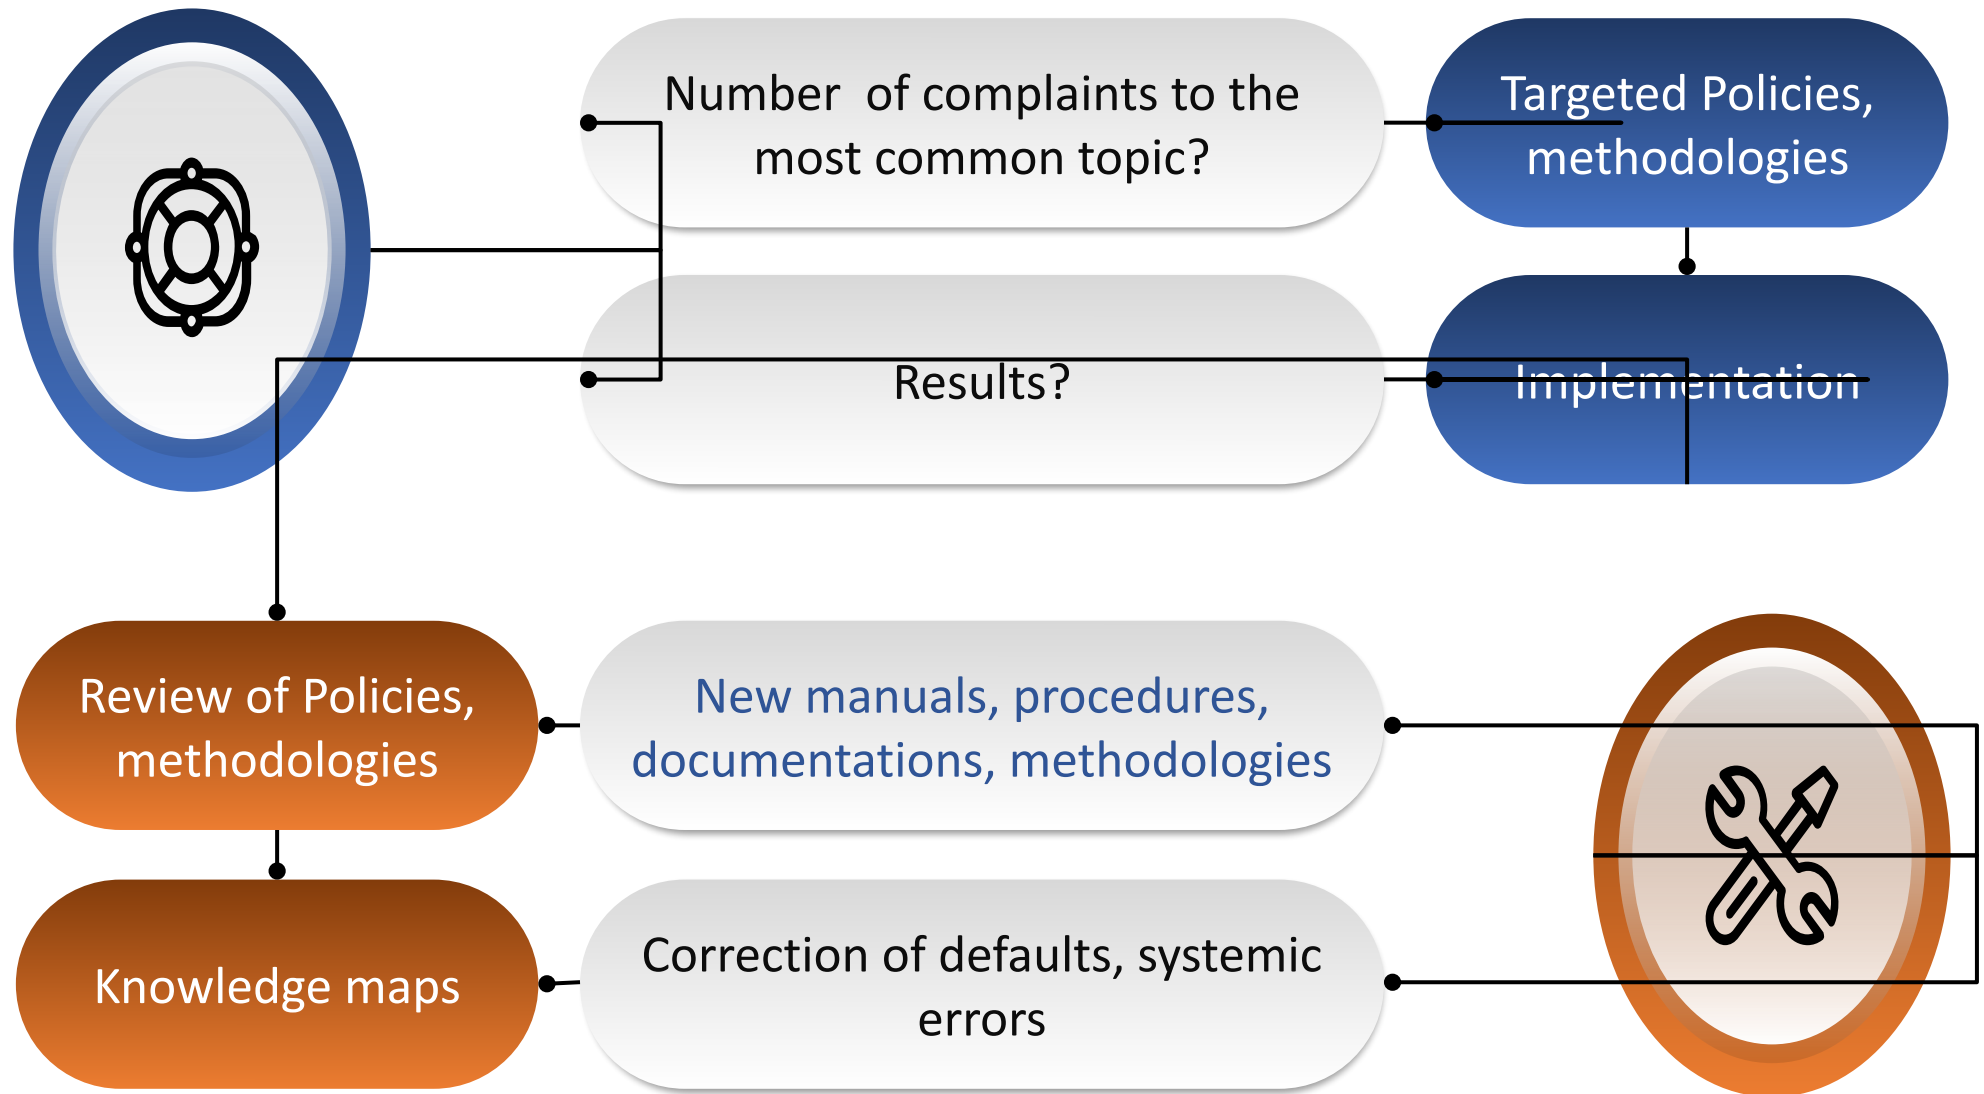 Number  of complaints to the
most common topic?
Targeted Policies,
methodologies
Results?
Implementation
Review of Policies,
methodologies
New manuals, procedures,
documentations, methodologies
Knowledge maps
Correction of defaults, systemic
errors